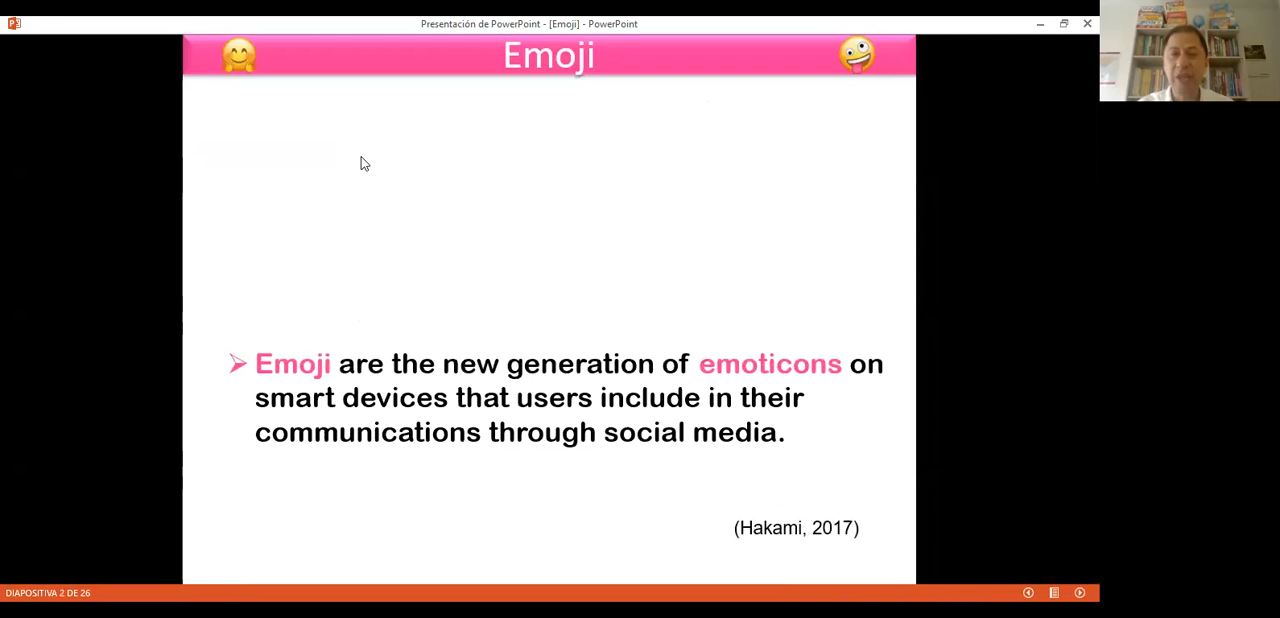 Presentación de PowerPoint - [Emoji] - PowerPoint
Emoji
Emoji are the new generation of emoticons on
smart devices that users include in their
communications through social media.
(Hakami, 2017)
DIAPOSITIVA 2 DE 26